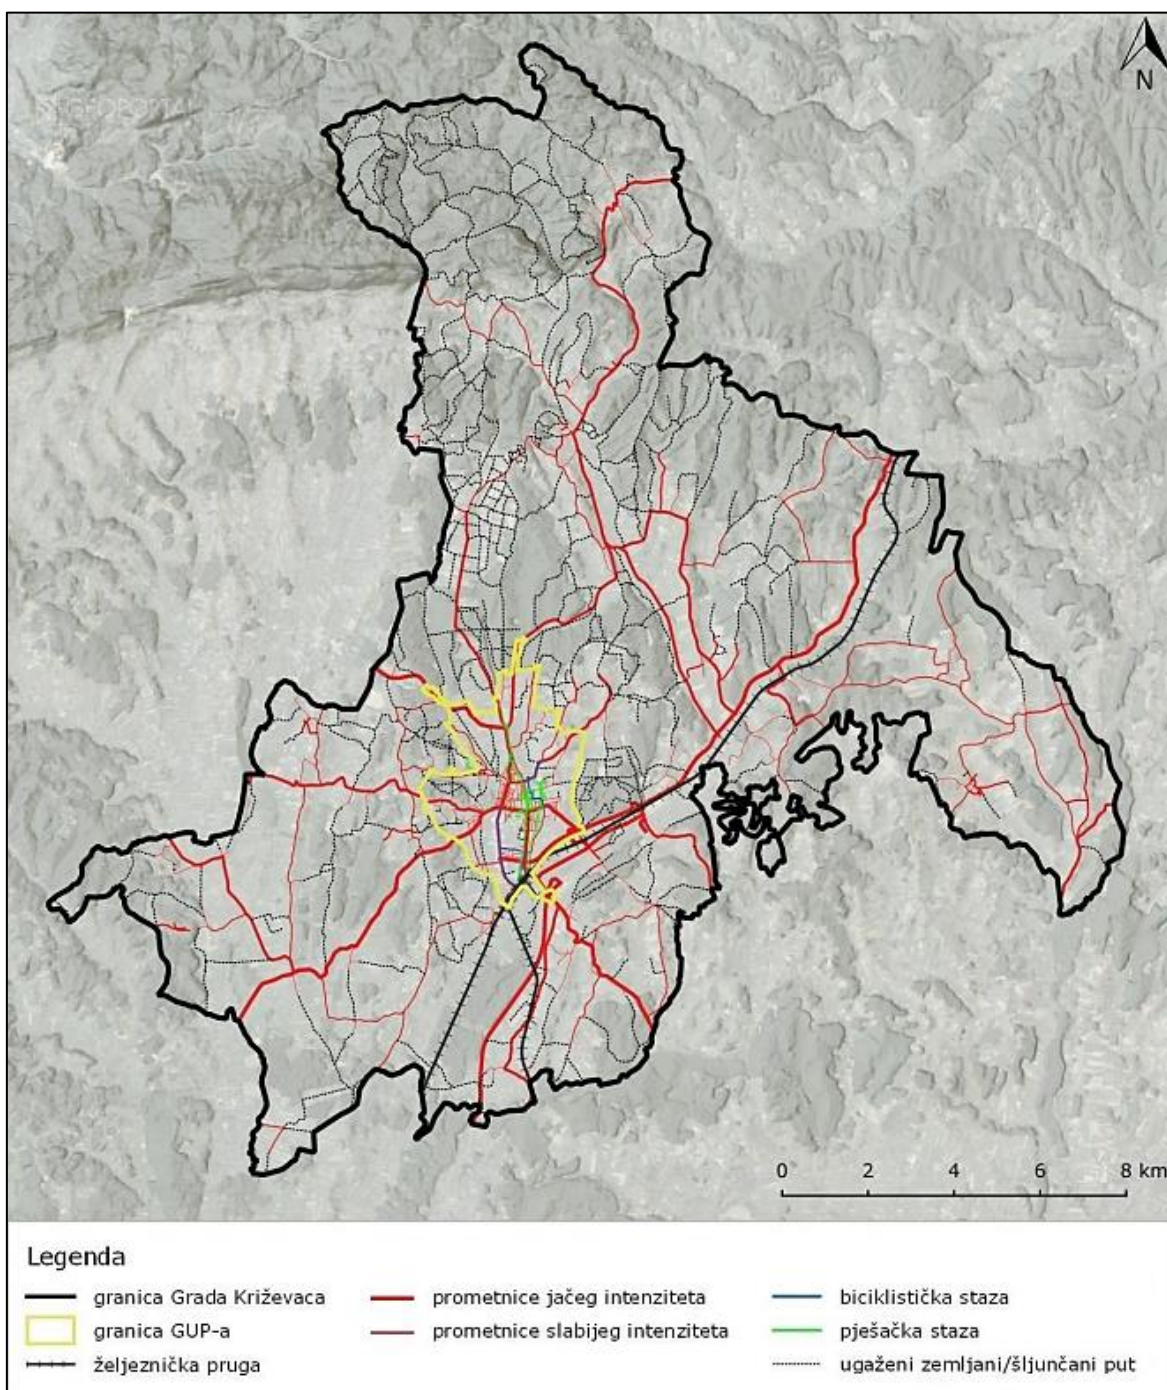 N
0 2 4 6 8 km
Legenda
granica Grada Križevaca
granica GUP-a
željeznička pruga
prometnice jačeg intenziteta
prometnice slabijeg intenziteta
biciklistička staza
pješačka staza
ugaženi zemljani/šljunčani put